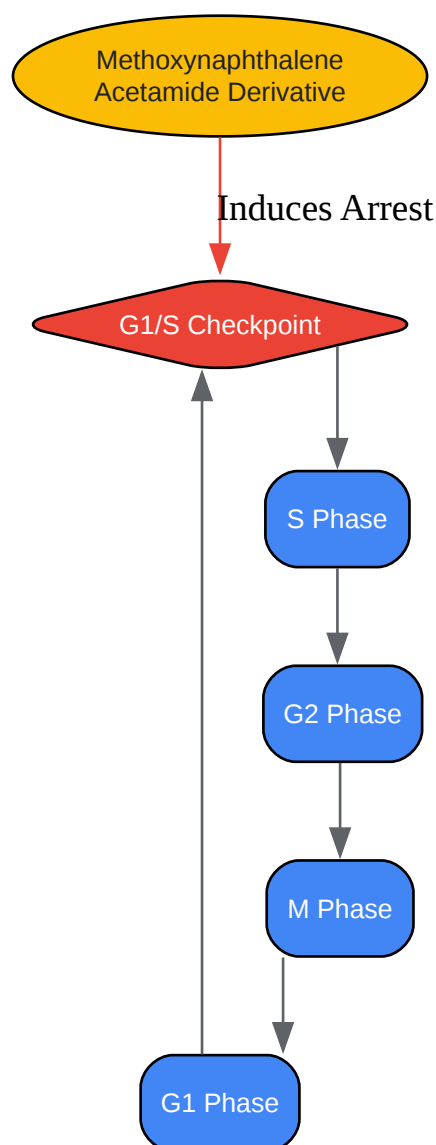 Methoxynaphthalene
Acetamide Derivative
Induces Arrest
G1/S Checkpoint
S Phase
G2 Phase
M Phase
G1 Phase